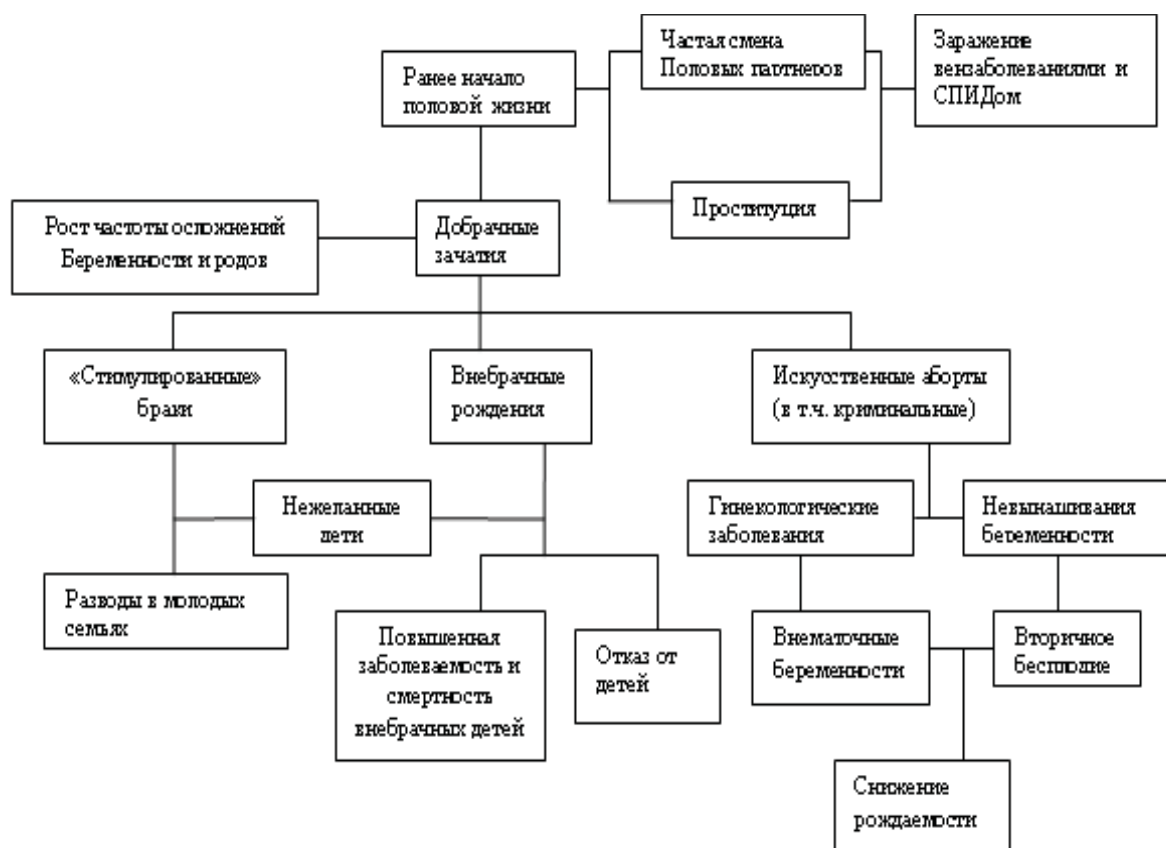 Частая смена
Половых партнеров
Заражение
вензаболеваниями и
СПИДом
Ранее начало
половой жизни
Проституция
Рост частоты осложнений
Беременности и родов
Добрачные
зачатия
«Стимулированные»
браки
Внебрачные
рождения
Искусственные аборты
(в т.ч. криминальные)
Нежеланные
дети
Гинекологические
заболевания
Невынашивания
беременности
Разводы в молодых
семьях
Повышенная
заболеваемость и
смертность
внебрачных детей
Отказ от
детей
Внематочные
беременности
Вторичное
бесплодие
Снижение
рождаемости